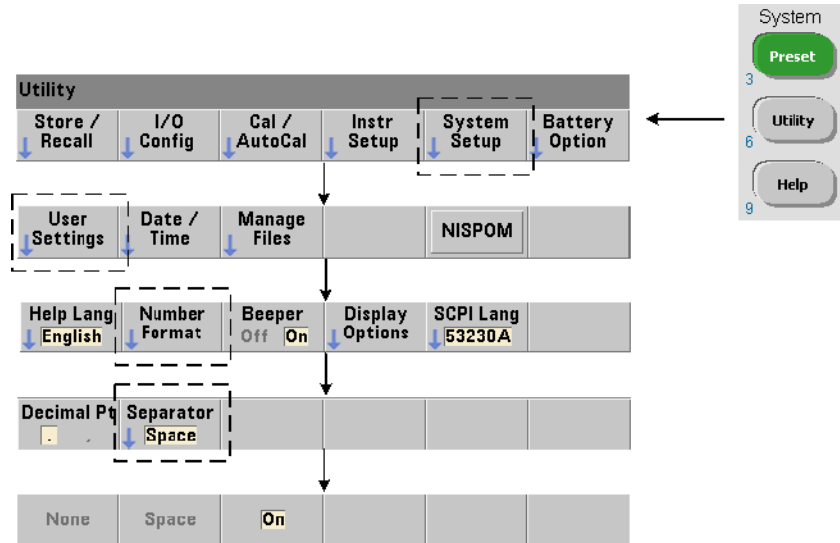 System
Preset
3
Utility
6
Help
9
Utility
Store / Recall
I/O Config
Cal / AutoCal
Instr Setup
System Setup
Battery Option
User Settings
Date / Time
Manage Files
NISPOM
Help Lang
English
Number Format
Beeper
Off On
Display Options
SCPI Lang
53230A
Decimal Pt
. ,
Separator
Space
None
Space
On